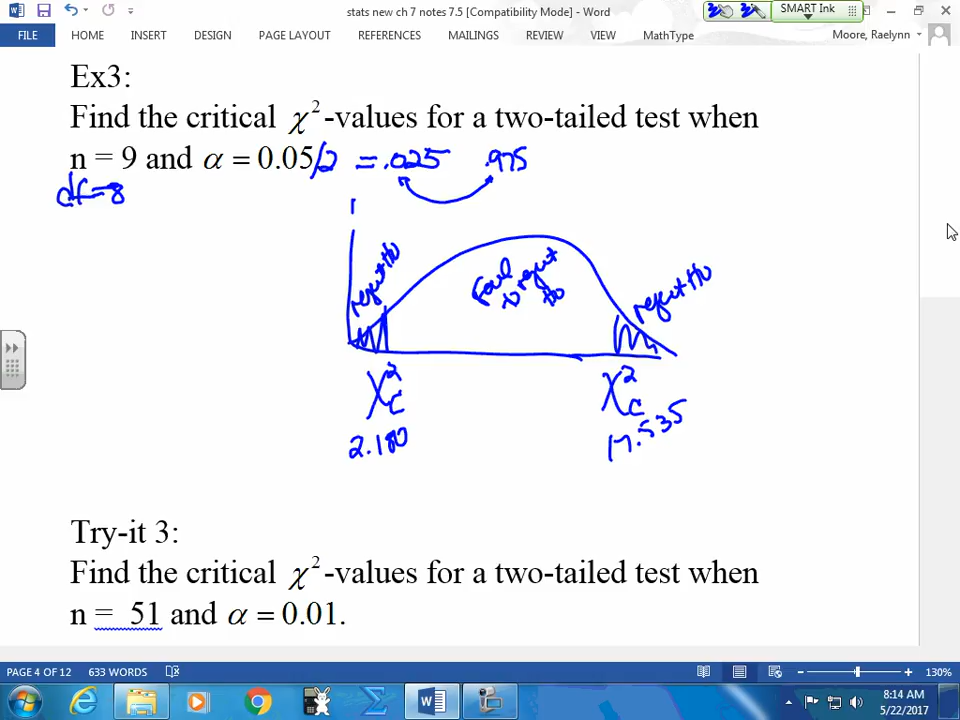 stats new ch 7 notes 7.5 [Compatibility Mode] - Word
SMART Ink
FILE HOME INSERT DESIGN PAGE LAYOUT REFERENCES MAILINGS REVIEW VIEW MathType Moore, Raelynn
Ex3:
Find the critical χ²-values for a two-tailed test when
n = 9 and α = 0.05/2 = .025 .975
df=8
reject Ho
Fail to reject Ho
reject Ho
χ²c χ²c
2.180 17.535
Try-it 3:
Find the critical χ²-values for a two-tailed test when
n = 51 and α = 0.01.
PAGE 4 OF 12 633 WORDS 130%
8:14 AM
5/22/2017